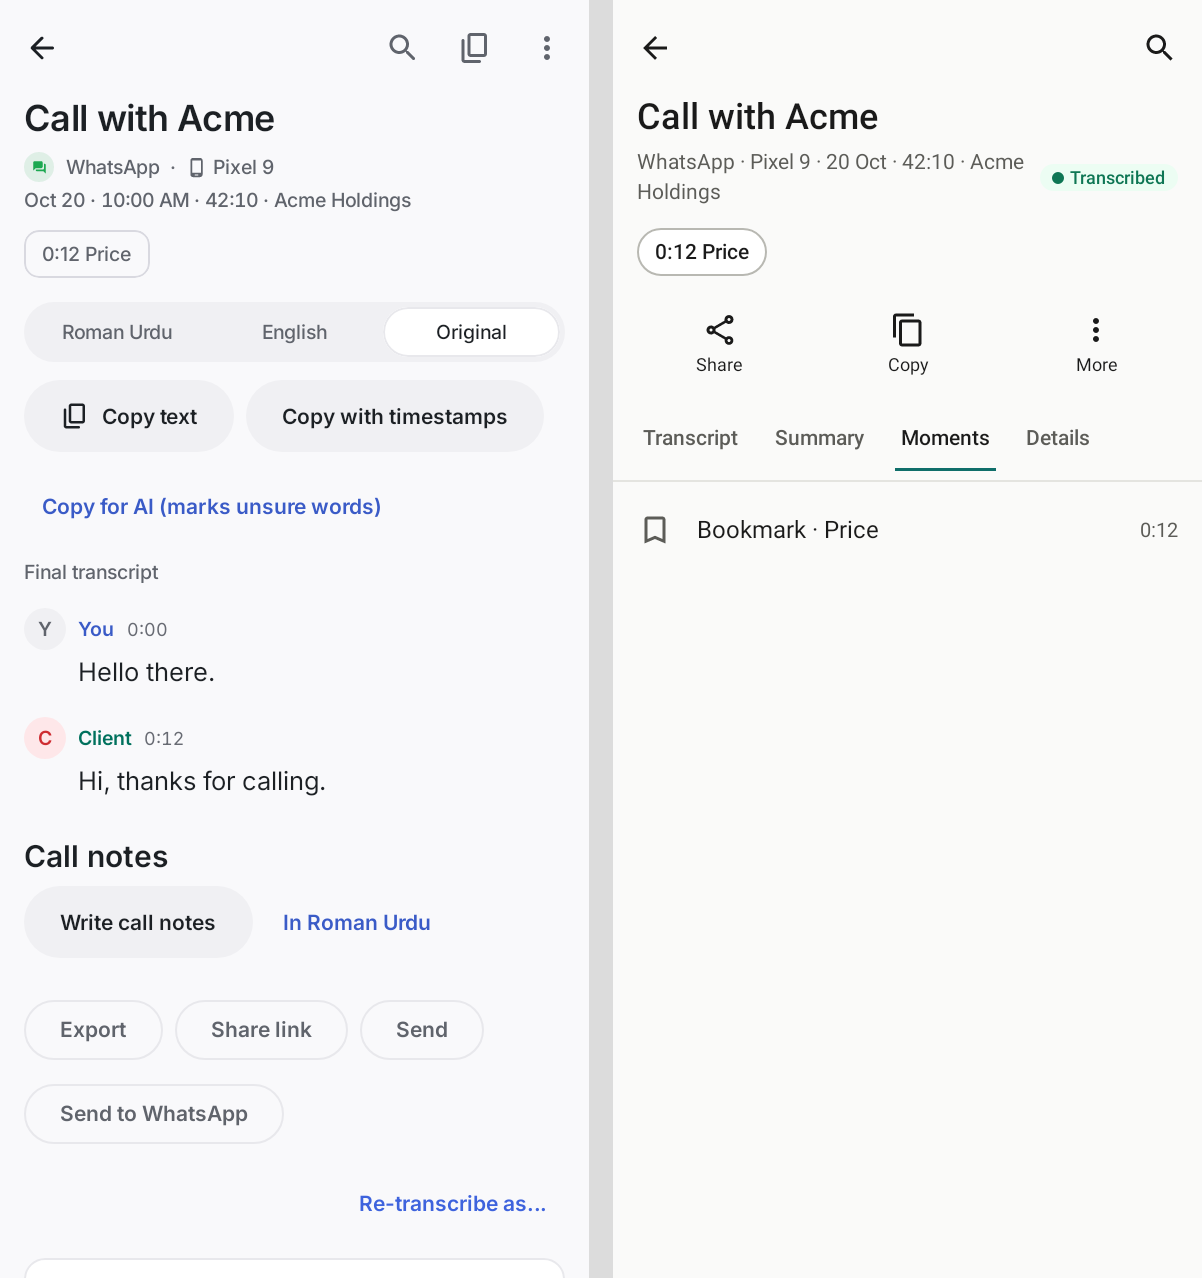 Call with Acme
WhatsApp · Pixel 9
Oct 20 · 10:00 AM · 42:10 · Acme Holdings
0:12 Price
Roman Urdu English Original
Copy text Copy with timestamps
Copy for AI (marks unsure words)
Final transcript
Y You 0:00
Hello there.
C Client 0:12
Hi, thanks for calling.
Call notes
Write call notes In Roman Urdu
Export Share link Send
Send to WhatsApp
Re-transcribe as...
Call with Acme
WhatsApp · Pixel 9 · 20 Oct · 42:10 · Acme
Holdings
Transcribed
0:12 Price
Share Copy More
Transcript Summary Moments Details
Bookmark · Price 0:12